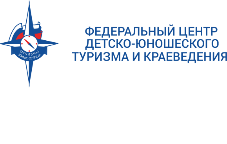 ФЕДЕРАЛЬНЫЙ ЦЕНТР
ДЕТСКО-ЮНОШЕСКОГО
ТУРИЗМА И КРАЕВЕДЕНИЯ